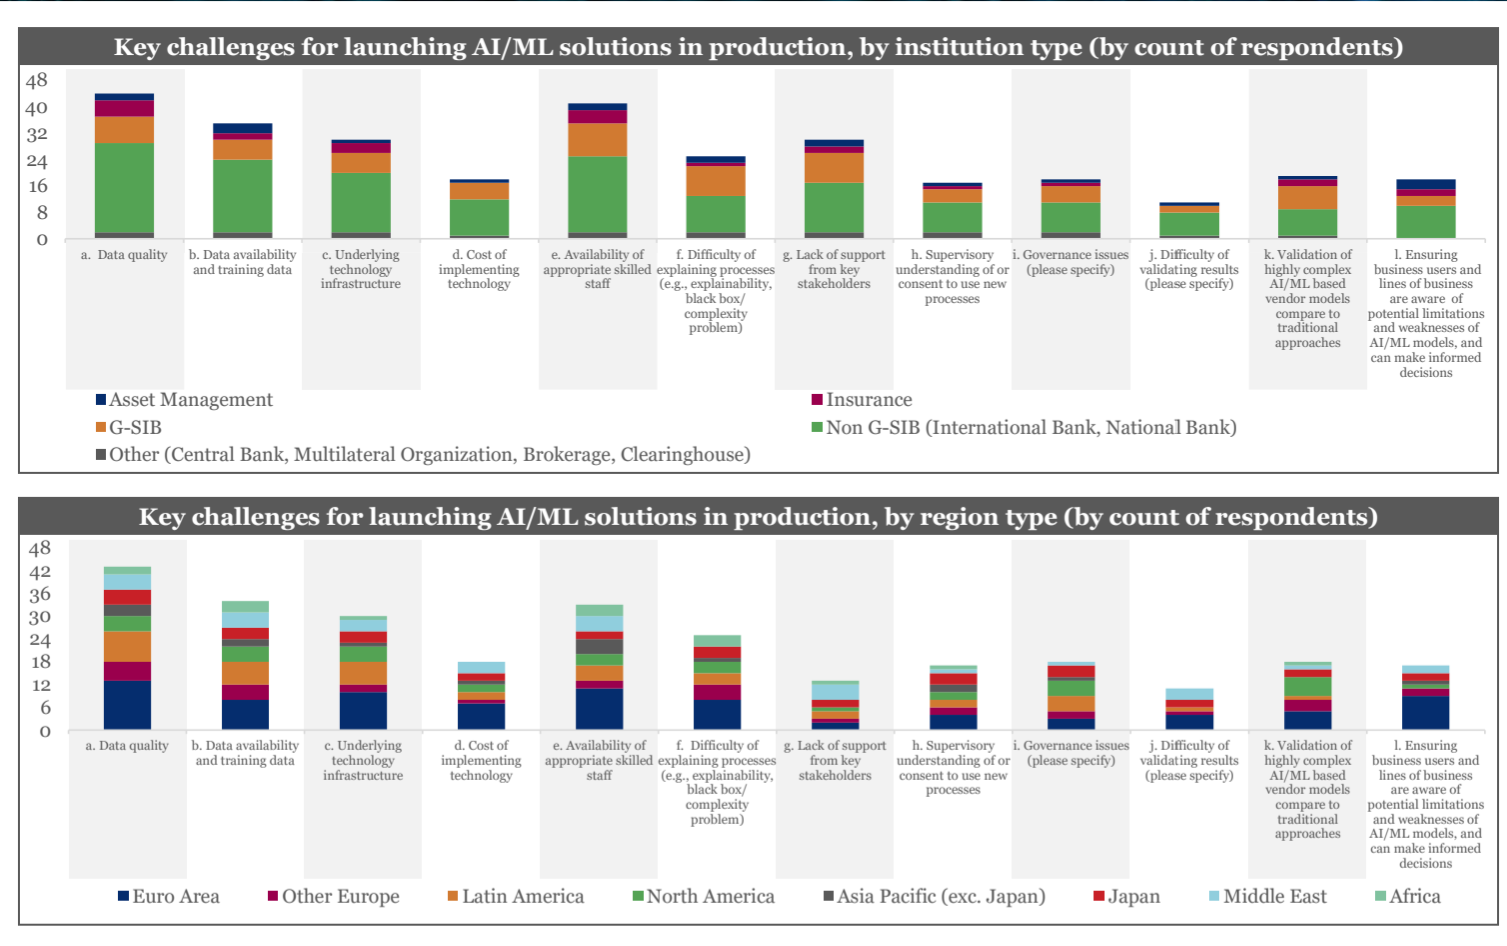 Key challenges for launching AI/ML solutions in production, by institution type (by count of respondents)
48
40
32
24
16
8
0
a. Data quality
b. Data availability
and training data
c. Underlying
technology
infrastructure
d. Cost of
implementing
technology
e. Availability of
appropriate skilled
staff
f. Difficulty of
explaining processes
(e.g., explainability,
black box/
complexity
problem)
g. Lack of support
from key
stakeholders
h. Supervisory
understanding of or
consent to use new
processes
i. Governance issues
(please specify)
j. Difficulty of
validating results
(please specify)
k. Validation of
highly complex
AI/ML based
vendor models
compare to
traditional
approaches
l. Ensuring
business users and
lines of business
are aware of
potential limitations
and weaknesses of
AI/ML models, and
can make informed
decisions
Asset Management
Insurance
G-SIB
Non G-SIB (International Bank, National Bank)
Other (Central Bank, Multilateral Organization, Brokerage, Clearinghouse)
Key challenges for launching AI/ML solutions in production, by region type (by count of respondents)
48
42
36
30
24
18
12
6
0
a. Data quality
b. Data availability
and training data
c. Underlying
technology
infrastructure
d. Cost of
implementing
technology
e. Availability of
appropriate skilled
staff
f. Difficulty of
explaining processes
(e.g., explainability,
black box/
complexity
problem)
g. Lack of support
from key
stakeholders
h. Supervisory
understanding of or
consent to use new
processes
i. Governance issues
(please specify)
j. Difficulty of
validating results
(please specify)
k. Validation of
highly complex
AI/ML based
vendor models
compare to
traditional
approaches
l. Ensuring
business users and
lines of business
are aware of
potential limitations
and weaknesses of
AI/ML models, and
can make informed
decisions
Euro Area
Other Europe
Latin America
North America
Asia Pacific (exc. Japan)
Japan
Middle East
Africa